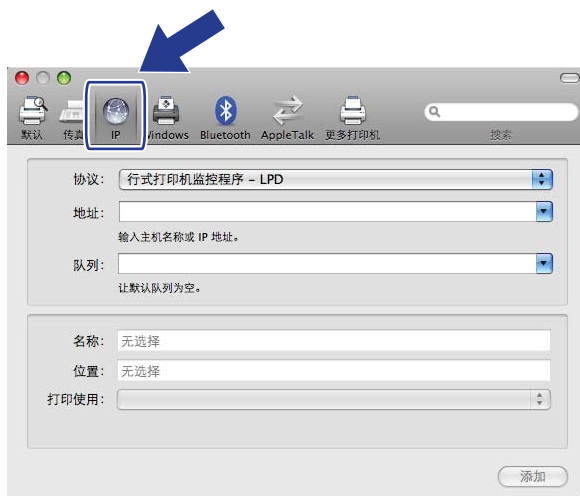 默认 传真 IP Windows Bluetooth AppleTalk 更多打印机 搜索
协议： 行式打印机监控程序 – LPD
地址：
输入主机名称或 IP 地址。
队列：
让默认队列为空。
名称： 无选择
位置： 无选择
打印使用：
添加